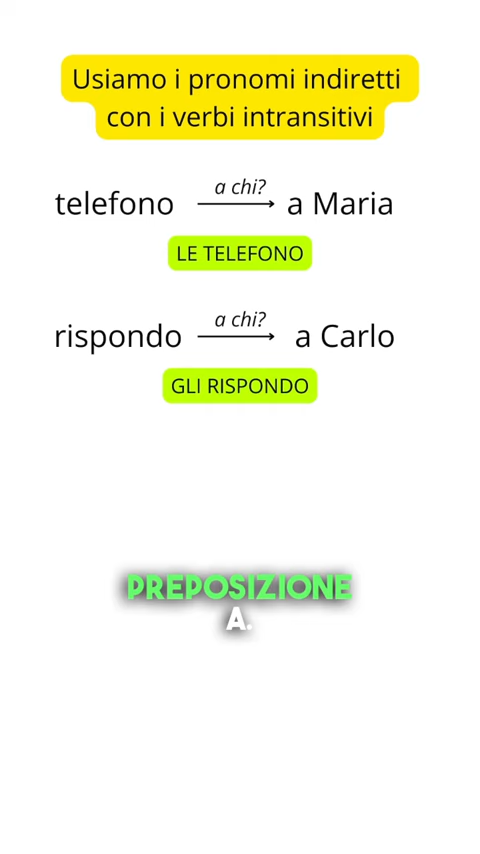 Usiamo i pronomi indiretti
con i verbi intransitivi
a chi?
telefono a Maria
LE TELEFONO
a chi?
rispondo a Carlo
GLI RISPONDO
PREPOSIZIONE
A.